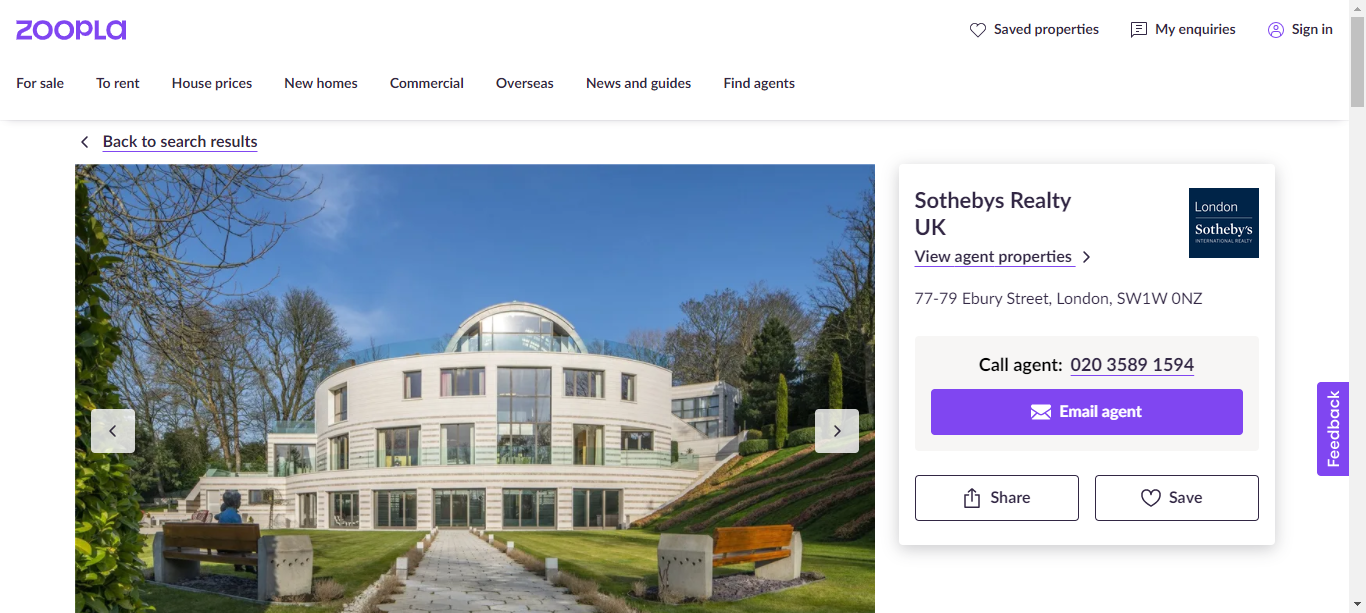 ZOOPLA
Saved properties
My enquiries
Sign in
For sale
To rent
House prices
New homes
Commercial
Overseas
News and guides
Find agents
Back to search results
Sothebys Realty
UK
London
Sotheby's
INTERNATIONAL REALTY
View agent properties
77-79 Ebury Street, London, SW1W 0NZ
Call agent: 020 3589 1594
Email agent
Share
Save
Feedback